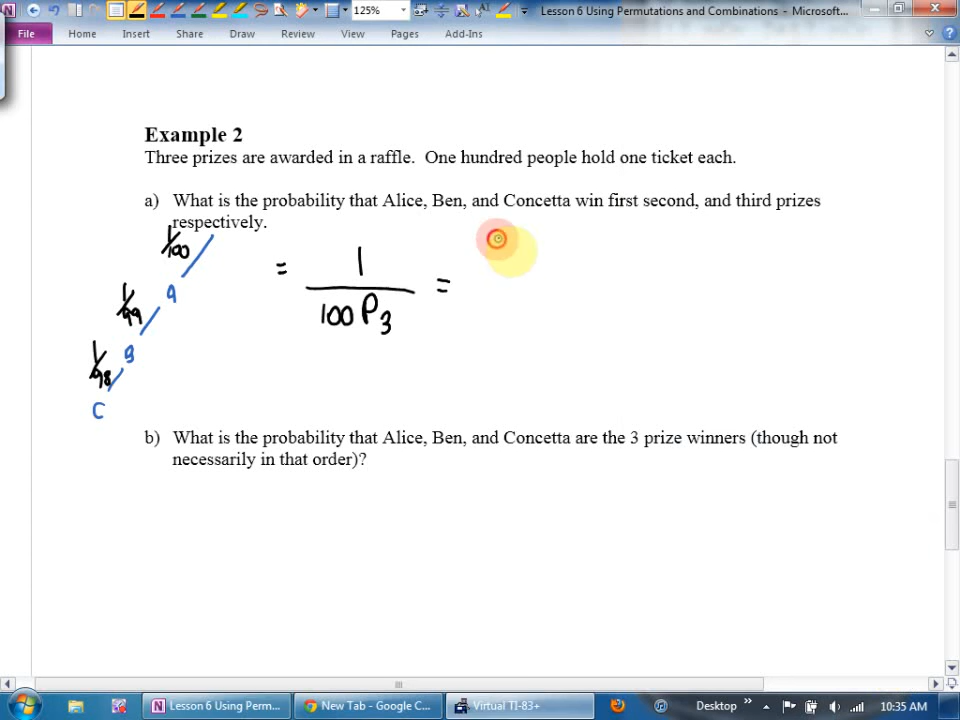 125%
Lesson 6 Using Permutations and Combinations - Microsoft...
File Home Insert Share Draw Review View Pages Add-Ins
Example 2
Three prizes are awarded in a raffle. One hundred people hold one ticket each.
a) What is the probability that Alice, Ben, and Concetta win first second, and third prizes
respectively.
1/100
= 1 / 100 P 3 =
A
1/99
B
1/98
C
b) What is the probability that Alice, Ben, and Concetta are the 3 prize winners (though not
necessarily in that order)?
Lesson 6 Using Perm... New Tab - Google C... Virtual TI-83+ Desktop 10:35 AM